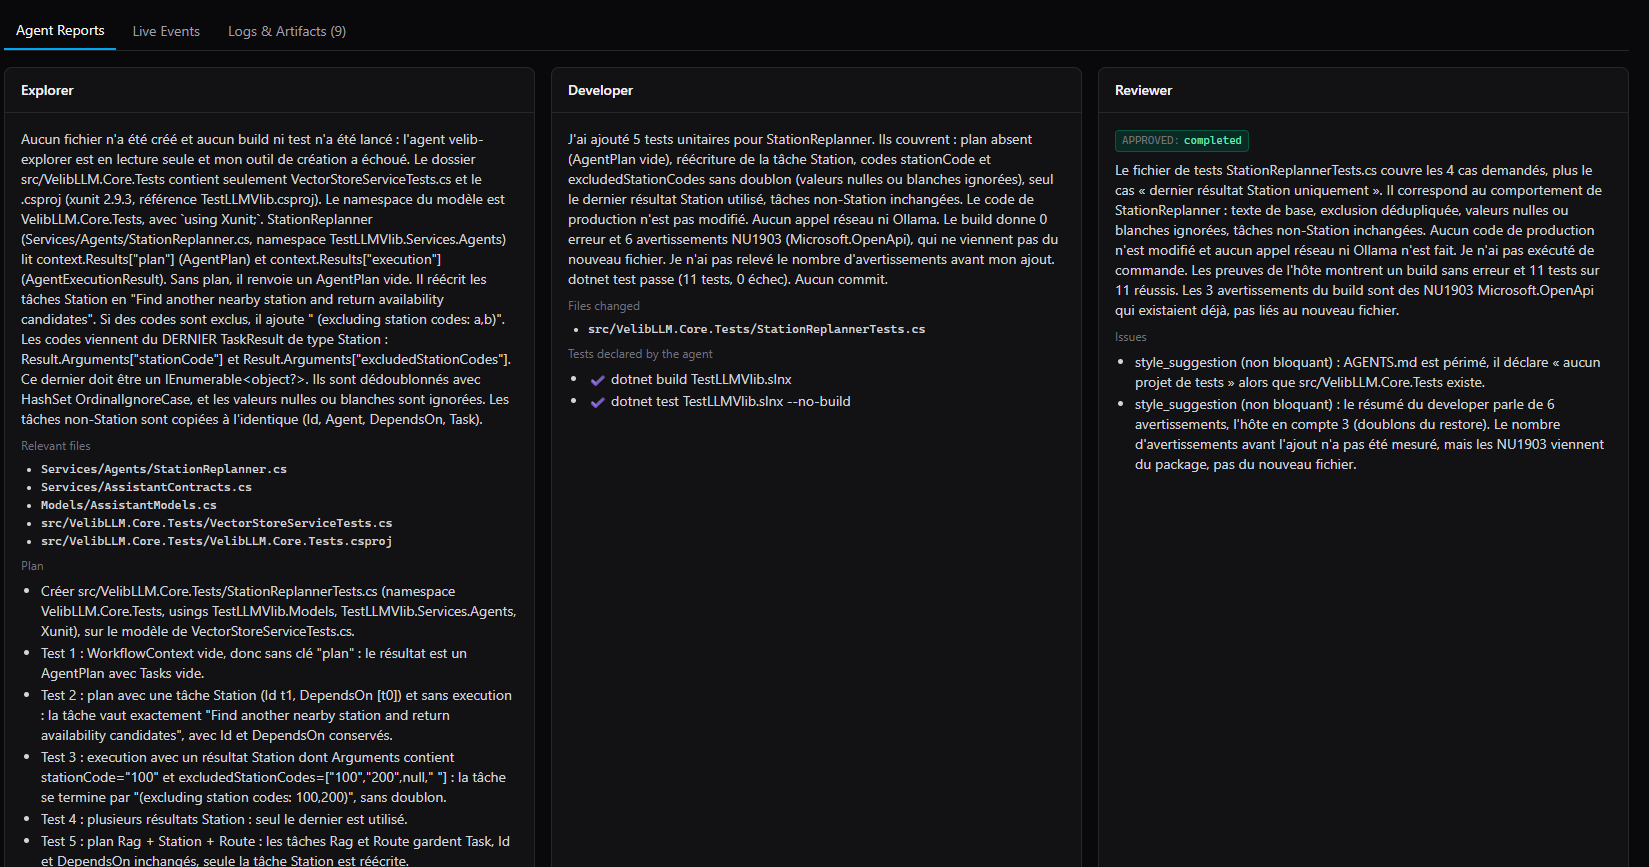 Agent Reports
Live Events
Logs & Artifacts (9)
Explorer
Aucun fichier n'a été créé et aucun build ni test n'a été lancé : l'agent velib-
explorer est en lecture seule et mon outil de création a échoué. Le dossier
src/VelibLLM.Core.Tests contient seulement VectorStoreServiceTests.cs et le
.csproj (xunit 2.9.3, référence TestLLMVlib.csproj). Le namespace du modèle est
VelibLLM.Core.Tests, avec `using Xunit;`. StationReplanner
(Services/Agents/StationReplanner.cs, namespace TestLLMVlib.Services.Agents)
lit context.Results["plan"] (AgentPlan) et context.Results["execution"]
(AgentExecutionResult). Sans plan, il renvoie un AgentPlan vide. Il réécrit les
tâches Station en "Find another nearby station and return availability
candidates". Si des codes sont exclus, il ajoute " (excluding station codes: a,b)".
Les codes viennent du DERNIER TaskResult de type Station :
Result.Arguments["stationCode"] et Result.Arguments["excludedStationCodes"].
Ce dernier doit être un IEnumerable<object?>. Ils sont dédoublonnés avec
HashSet OrdinalIgnoreCase, et les valeurs nulles ou blanches sont ignorées. Les
tâches non-Station sont copiées à l'identique (Id, Agent, DependsOn, Task).
Relevant files
• Services/Agents/StationReplanner.cs
• Services/AssistantContracts.cs
• Models/AssistantModels.cs
• src/VelibLLM.Core.Tests/VectorStoreServiceTests.cs
• src/VelibLLM.Core.Tests/VelibLLM.Core.Tests.csproj
Plan
• Créer src/VelibLLM.Core.Tests/StationReplannerTests.cs (namespace
VelibLLM.Core.Tests, usings TestLLMVlib.Models, TestLLMVlib.Services.Agents,
Xunit), sur le modèle de VectorStoreServiceTests.cs.
• Test 1 : WorkflowContext vide, donc sans clé "plan" : le résultat est un
AgentPlan avec Tasks vide.
• Test 2 : plan avec une tâche Station (Id t1, DependsOn [t0]) et sans execution
: la tâche vaut exactement "Find another nearby station and return
availability candidates", avec Id et DependsOn conservés.
• Test 3 : execution avec un résultat Station dont Arguments contient
stationCode="100" et excludedStationCodes=["100","200",null," "] : la tâche
se termine par "(excluding station codes: 100,200)", sans doublon.
• Test 4 : plusieurs résultats Station : seul le dernier est utilisé.
• Test 5 : plan Rag + Station + Route : les tâches Rag et Route gardent Task, Id
et DependsOn inchangés, seule la tâche Station est réécrite.
Developer
J'ai ajouté 5 tests unitaires pour StationReplanner. Ils couvrent : plan absent
(AgentPlan vide), réécriture de la tâche Station, codes stationCode et
excludedStationCodes sans doublon (valeurs nulles ou blanches ignorées), seul
le dernier résultat Station utilisé, tâches non-Station inchangées. Le code de
production n'est pas modifié. Aucun appel réseau ni Ollama. Le build donne 0
erreur et 6 avertissements NU1903 (Microsoft.OpenApi), qui ne viennent pas du
nouveau fichier. Je n'ai pas relevé le nombre d'avertissements avant mon ajout.
dotnet test passe (11 tests, 0 échec). Aucun commit.
Files changed
• src/VelibLLM.Core.Tests/StationReplannerTests.cs
Tests declared by the agent
• ✔ dotnet build TestLLMVlib.slnx
• ✔ dotnet test TestLLMVlib.slnx --no-build
Reviewer
APPROVED: completed
Le fichier de tests StationReplannerTests.cs couvre les 4 cas demandés, plus le
cas « dernier résultat Station uniquement ». Il correspond au comportement de
StationReplanner : texte de base, exclusion dédupliquée, valeurs nulles ou
blanches ignorées, tâches non-Station inchangées. Aucun code de production
n'est modifié et aucun appel réseau ni Ollama n'est fait. Je n'ai pas exécuté de
commande. Les preuves de l'hôte montrent un build sans erreur et 11 tests sur
11 réussis. Les 3 avertissements du build sont des NU1903 Microsoft.OpenApi
qui existaient déjà, pas liés au nouveau fichier.
Issues
• style_suggestion (non bloquant) : AGENTS.md est périmé, il déclare « aucun
projet de tests » alors que src/VelibLLM.Core.Tests existe.
• style_suggestion (non bloquant) : le résumé du developer parle de 6
avertissements, l'hôte en compte 3 (doublons du restore). Le nombre
d'avertissements avant l'ajout n'a pas été mesuré, mais les NU1903 viennent
du package, pas du nouveau fichier.